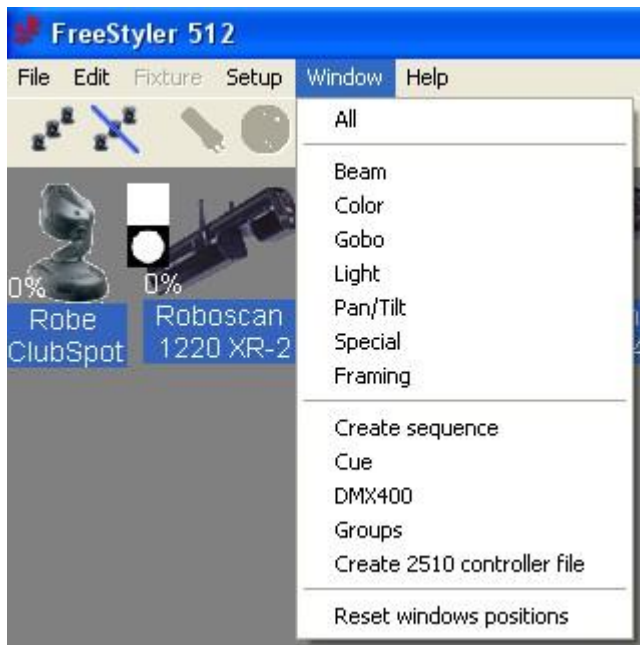 FreeStyler 512
File Edit Fixture Setup Window Help
All
Beam
Color
Gobo
Light
Pan/Tilt
Special
Framing
Create sequence
Cue
DMX400
Groups
Create 2510 controller file
Reset windows positions
0%
Robe
ClubSpot
0%
Roboscan
1220 XR-2